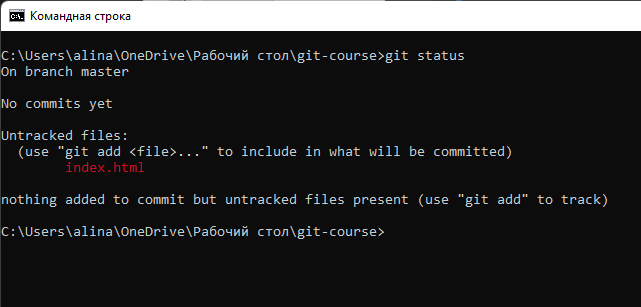 Командная строка
C:\Users\alina\OneDrive\Рабочий стол\git-course>git status
On branch master
No commits yet
Untracked files:
(use "git add <file>..." to include in what will be committed)
index.html
nothing added to commit but untracked files present (use "git add" to track)
C:\Users\alina\OneDrive\Рабочий стол\git-course>